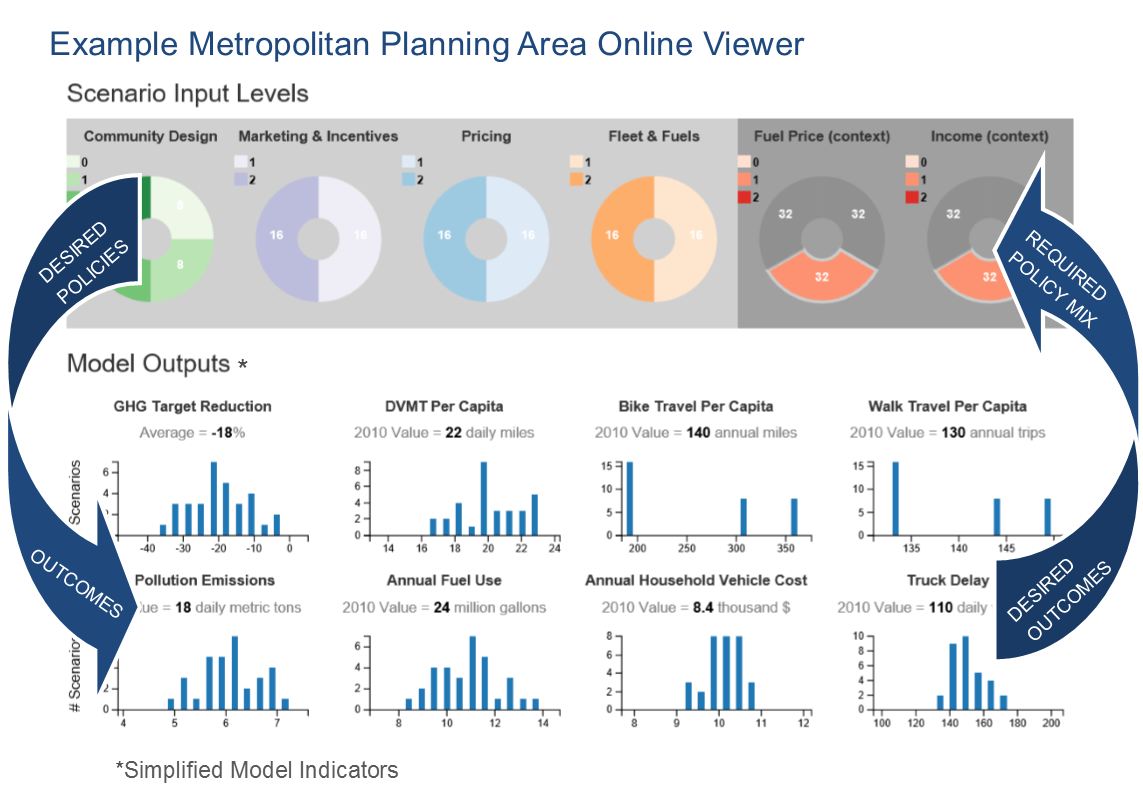 Example Metropolitan Planning Area Online Viewer
Scenario Input Levels
Community Design Marketing & Incentives Pricing Fleet & Fuels Fuel Price (context) Income (context)
0 1 1 1 0 0
1 2 2 2 1 1
2 2
8 16 16 16 16 16 16 32 32 32
8 32 32
DESIRED
POLICIES
REQUIRED
POLICY MIX
Model Outputs *
GHG Target Reduction
Average = -18%
Scenarios
6
4
-40 -30 -20 -10 0
DVMT Per Capita
2010 Value = 22 daily miles
8
6
4
2
0
14 16 18 20 22 24
Bike Travel Per Capita
2010 Value = 140 annual miles
15
10
5
0
200 250 300 350
Walk Travel Per Capita
2010 Value = 130 annual trips
15
10
5
0
135 140 145
OUTCOMES
DESIRED
OUTCOMES
Pollution Emissions
= 18 daily metric tons
# Scenario
6
4
2
0
4 5 6 7
Annual Fuel Use
2010 Value = 24 million gallons
6
4
2
0
8 10 12 14
Annual Household Vehicle Cost
2010 Value = 8.4 thousand $
8
6
4
2
0
8 9 10 11 12
Truck Delay
2010 Value = 110 daily
10
8
6
4
2
0
100 120 140 160 180 200
*Simplified Model Indicators